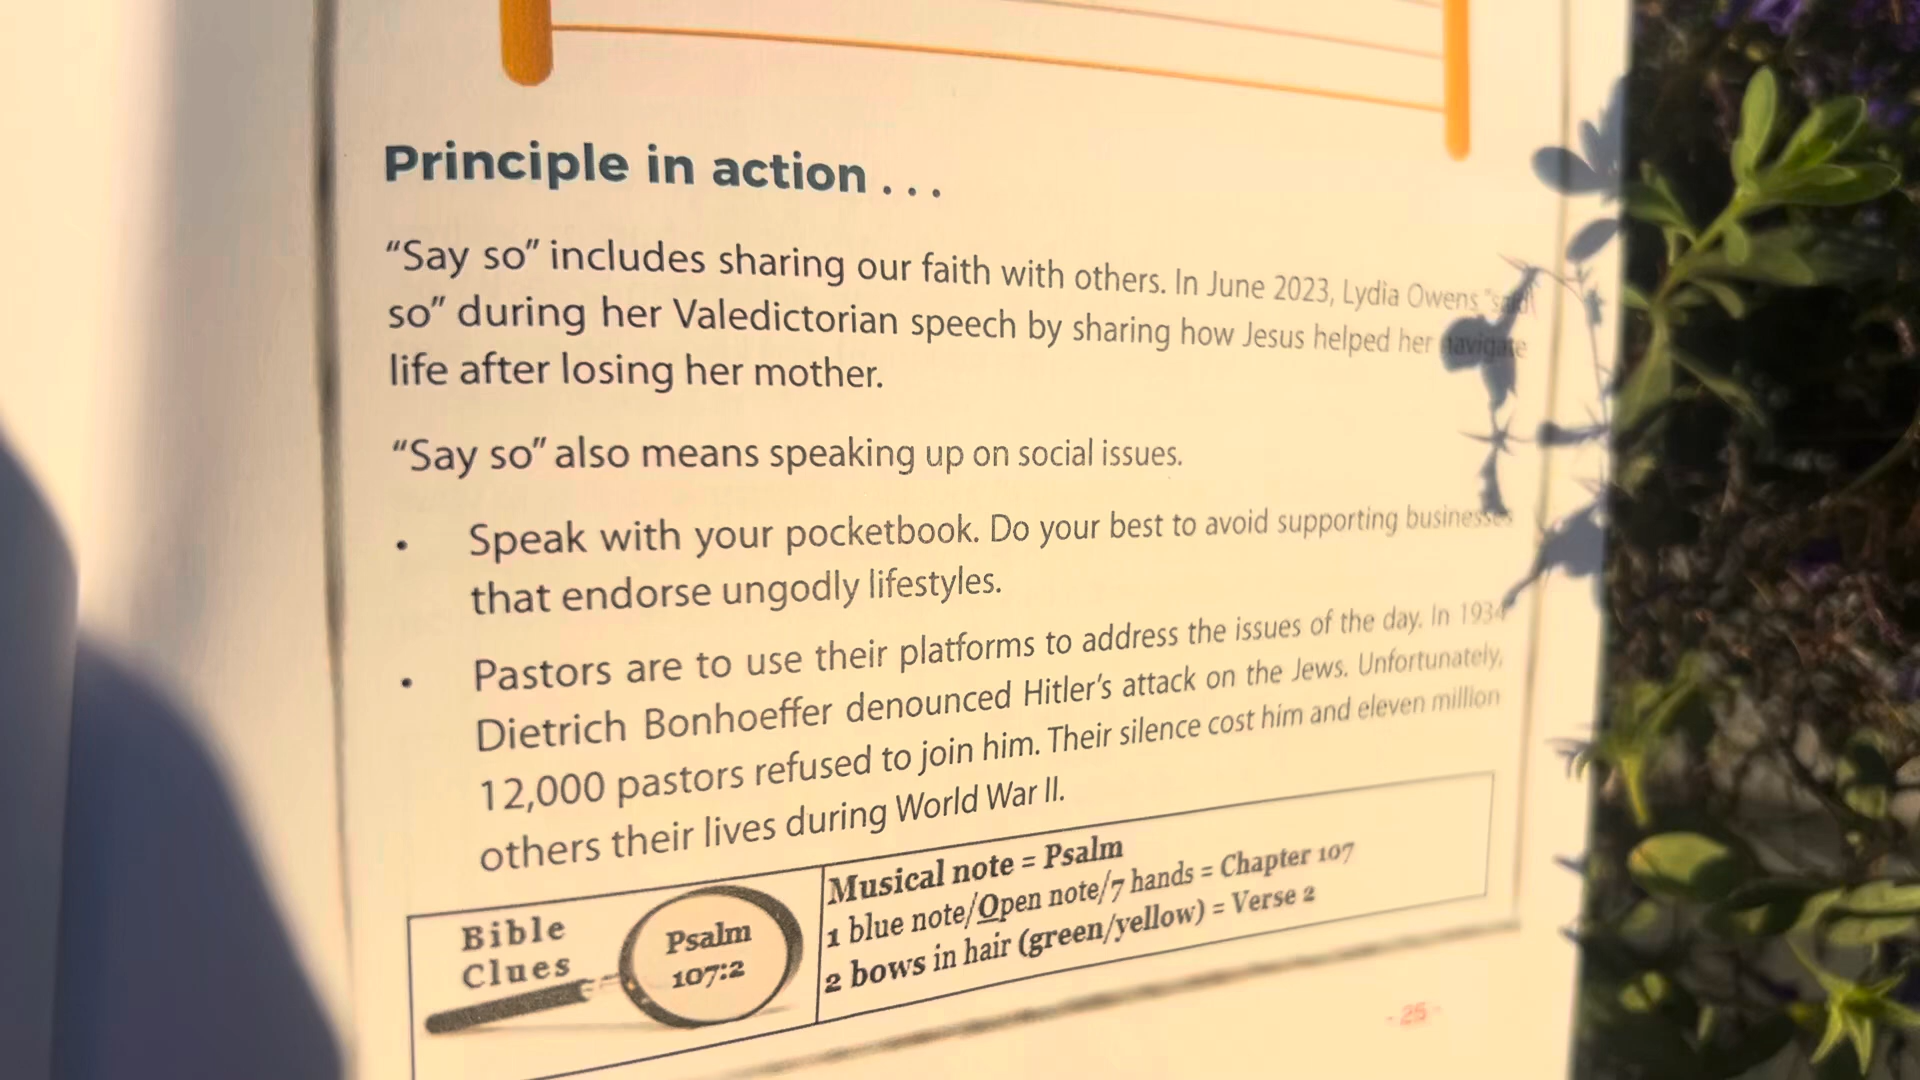 Principle in action . . .
“Say so” includes sharing our faith with others. In June 2023, Lydia Owens “said
so” during her Valedictorian speech by sharing how Jesus helped her navigate
life after losing her mother.
“Say so” also means speaking up on social issues.
• Speak with your pocketbook. Do your best to avoid supporting businesses
that endorse ungodly lifestyles.
• Pastors are to use their platforms to address the issues of the day. In 1934
Dietrich Bonhoeffer denounced Hitler’s attack on the Jews. Unfortunately,
12,000 pastors refused to join him. Their silence cost him and eleven million
others their lives during World War II.
Bible
Clues
Psalm
107:2
Musical note = Psalm
1 blue note/Open note/7 hands = Chapter 107
2 bows in hair (green/yellow) = Verse 2
- 25 -